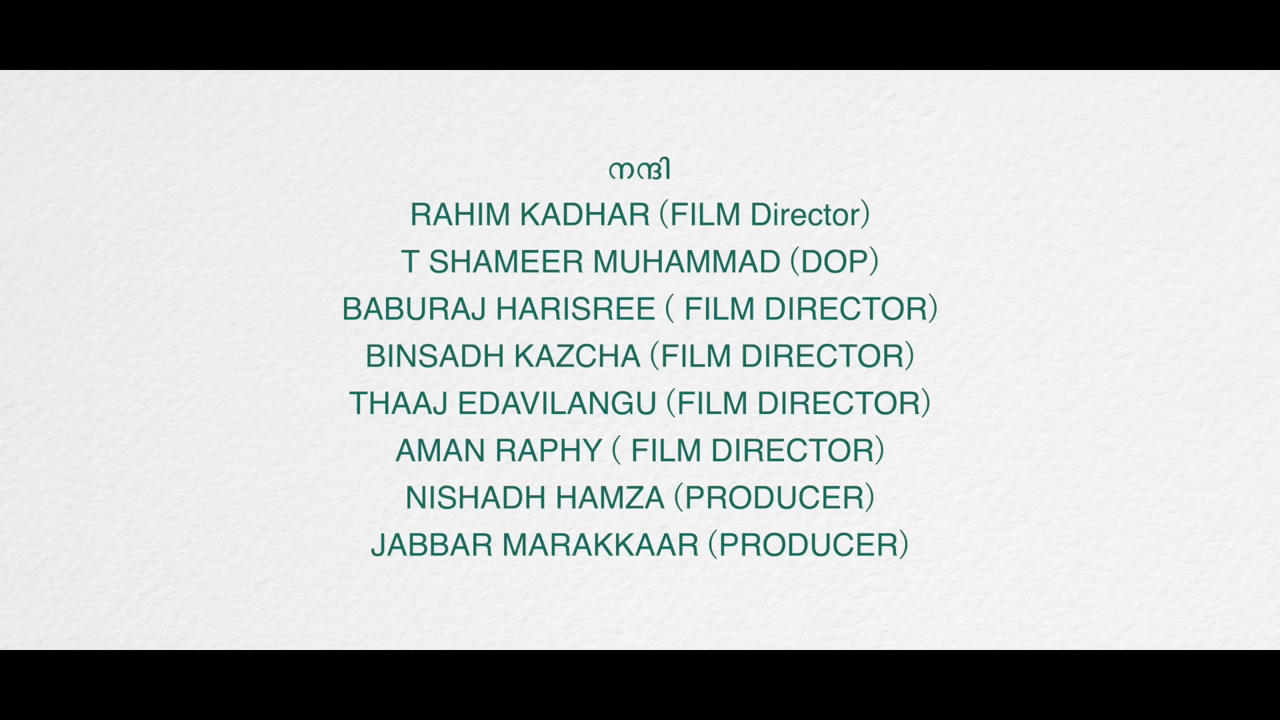 നന്ദി
RAHIM KADHAR (FILM Director)
T SHAMEER MUHAMMAD (DOP)
BABURAJ HARISREE ( FILM DIRECTOR)
BINSADH KAZCHA (FILM DIRECTOR)
THAAJ EDAVILANGU (FILM DIRECTOR)
AMAN RAPHY ( FILM DIRECTOR)
NISHADH HAMZA (PRODUCER)
JABBAR MARAKKAAR (PRODUCER)